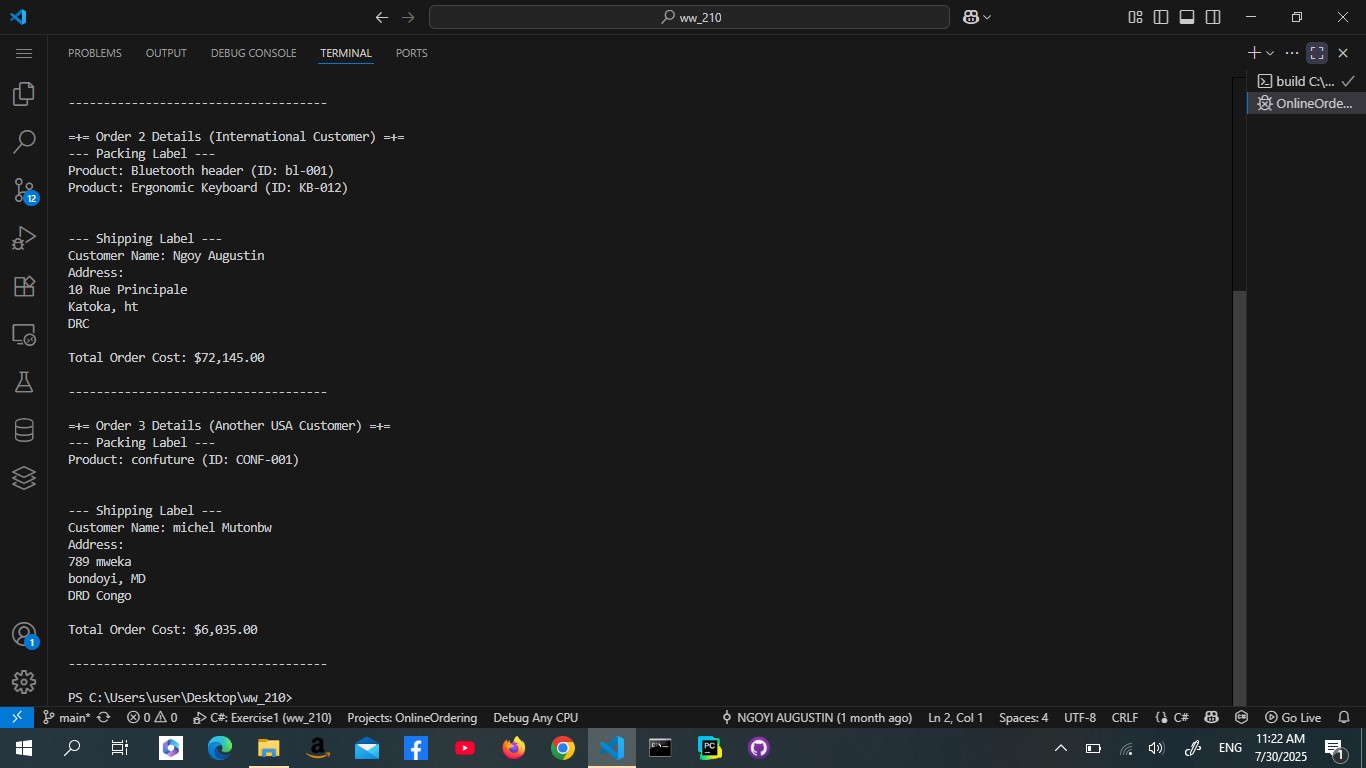 ww_210
PROBLEMS OUTPUT DEBUG CONSOLE TERMINAL PORTS
build C:\...
OnlineOrde...
-------------------------------------
=+= Order 2 Details (International Customer) =+=
--- Packing Label ---
Product: Bluetooth header (ID: bl-001)
Product: Ergonomic Keyboard (ID: KB-012)
--- Shipping Label ---
Customer Name: Ngoy Augustin
Address:
10 Rue Principale
Katoka, ht
DRC
Total Order Cost: $72,145.00
-------------------------------------
=+= Order 3 Details (Another USA Customer) =+=
--- Packing Label ---
Product: confuture (ID: CONF-001)
--- Shipping Label ---
Customer Name: michel Mutonbw
Address:
789 mweka
bondoyi, MD
DRD Congo
Total Order Cost: $6,035.00
-------------------------------------
PS C:\Users\user\Desktop\ww_210>
12
1
main* 0 0 C#: Exercise1 (ww_210) Projects: OnlineOrdering Debug Any CPU NGOYI AUGUSTIN (1 month ago) Ln 2, Col 1 Spaces: 4 UTF-8 CRLF C# Go Live
ENG
11:22 AM
7/30/2025
1